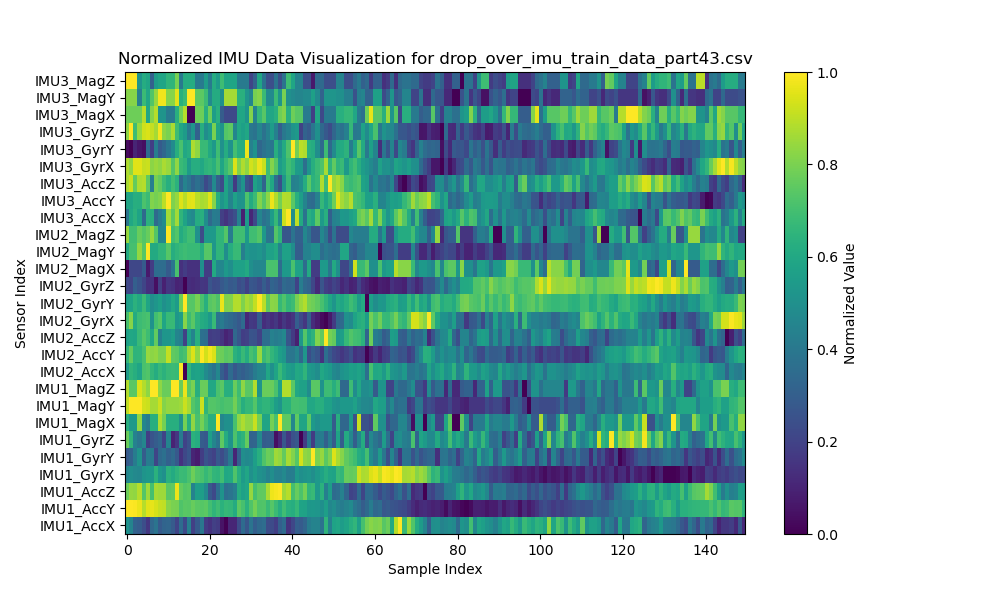 Normalized IMU Data Visualization for drop_over_imu_train_data_part43.csv
Sensor Index
IMU3_MagZ
IMU3_MagY
IMU3_MagX
IMU3_GyrZ
IMU3_GyrY
IMU3_GyrX
IMU3_AccZ
IMU3_AccY
IMU3_AccX
IMU2_MagZ
IMU2_MagY
IMU2_MagX
IMU2_GyrZ
IMU2_GyrY
IMU2_GyrX
IMU2_AccZ
IMU2_AccY
IMU2_AccX
IMU1_MagZ
IMU1_MagY
IMU1_MagX
IMU1_GyrZ
IMU1_GyrY
IMU1_GyrX
IMU1_AccZ
IMU1_AccY
IMU1_AccX
0 20 40 60 80 100 120 140
Sample Index
1.0
0.8
0.6
0.4
0.2
0.0
Normalized Value